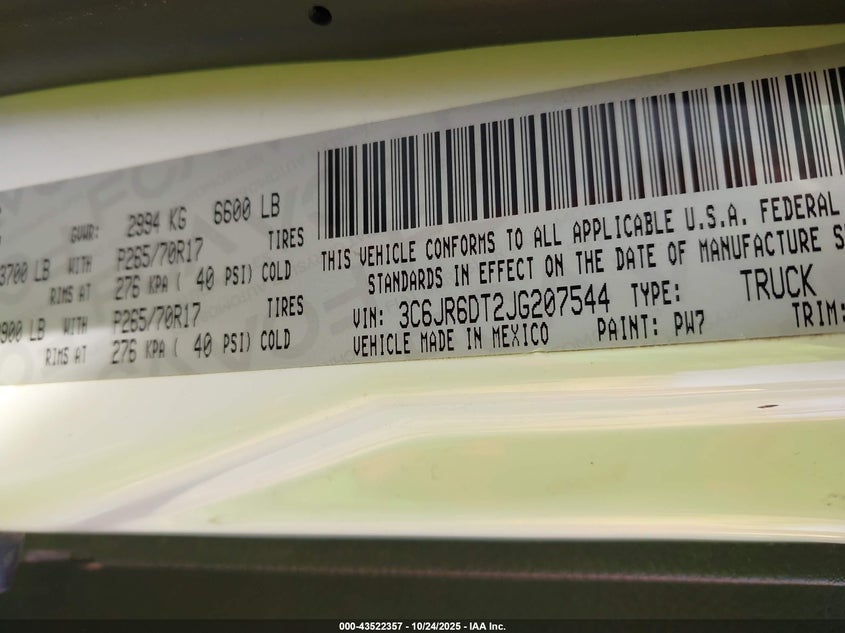 GVWR: 2994 KG 6600 LB
3700 LB WITH P265/70R17 TIRES
RIMS AT 276 KPA ( 40 PSI) COLD
900 LB WITH P265/70R17 TIRES
RIMS AT 276 KPA ( 40 PSI) COLD
THIS VEHICLE CONFORMS TO ALL APPLICABLE U.S.A. FEDERAL
STANDARDS IN EFFECT ON THE DATE OF MANUFACTURE
VIN: 3C6JR6DT2JG207544 TYPE: TRUCK
VEHICLE MADE IN MEXICO PAINT: PW7 TRIM:
000-43522357 - 10/24/2025 - IAA Inc.